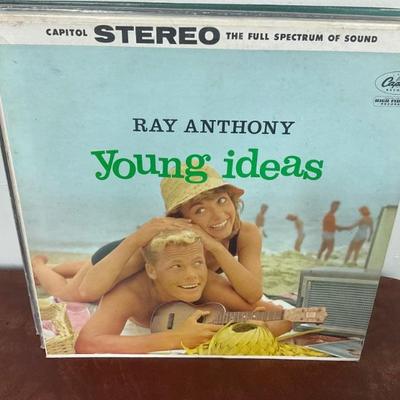 CAPITOL STEREO THE FULL SPECTRUM OF SOUND
RAY ANTHONY
Young ideas